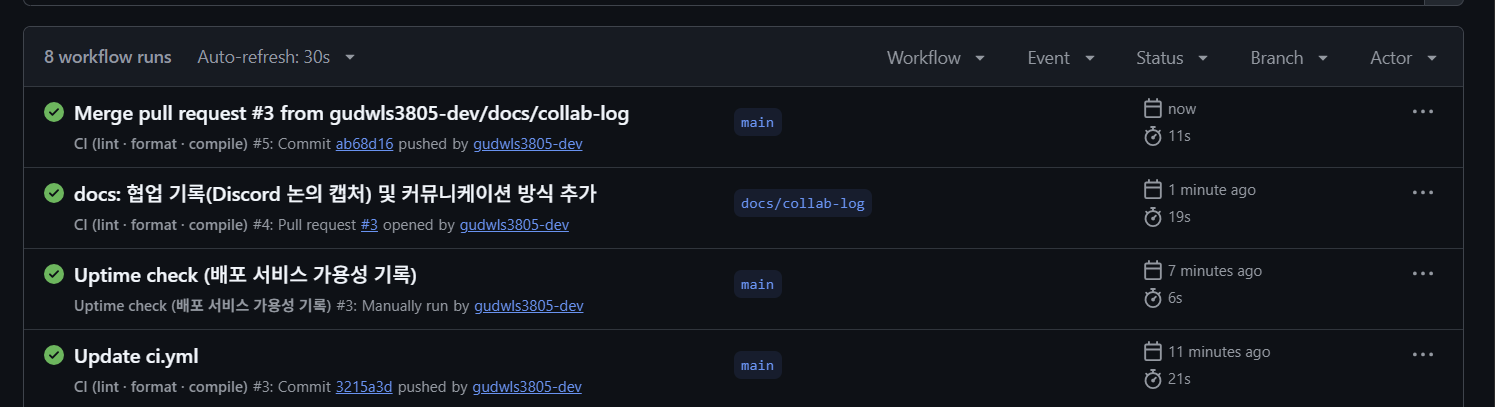 8 workflow runs Auto-refresh: 30s Workflow Event Status Branch Actor
Merge pull request #3 from gudwls3805-dev/docs/collab-log
CI (lint · format · compile) #5: Commit ab68d16 pushed by gudwls3805-dev
main
now
11s
docs: 협업 기록(Discord 논의 캡처) 및 커뮤니케이션 방식 추가
CI (lint · format · compile) #4: Pull request #3 opened by gudwls3805-dev
docs/collab-log
1 minute ago
19s
Uptime check (배포 서비스 가용성 기록)
Uptime check (배포 서비스 가용성 기록) #3: Manually run by gudwls3805-dev
main
7 minutes ago
6s
Update ci.yml
CI (lint · format · compile) #3: Commit 3215a3d pushed by gudwls3805-dev
main
11 minutes ago
21s